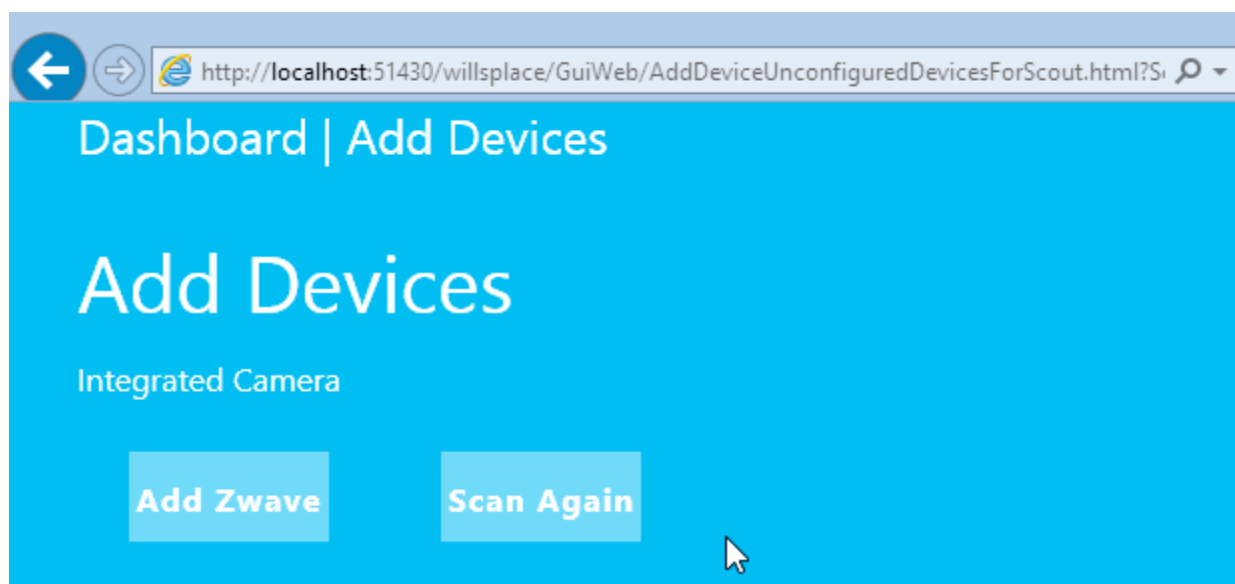 http://localhost:51430/willsplace/GuiWeb/AddDeviceUnconfiguredDevicesForScout.html?S
Dashboard | Add Devices
Add Devices
Integrated Camera
Add Zwave Scan Again